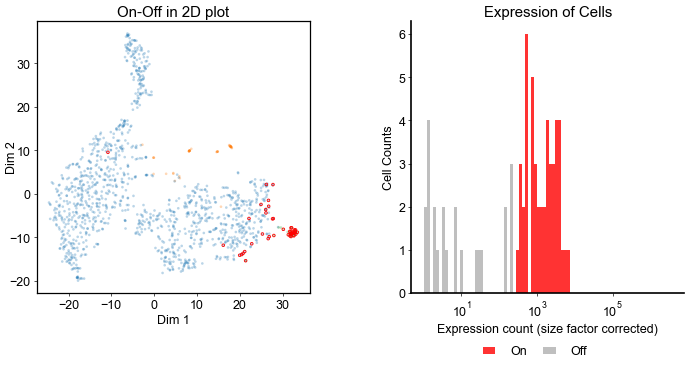 On-Off in 2D plot
30
20
10
0
−10
−20
Dim 2
−20
−10
0
10
20
30
Dim 1
Expression of Cells
6
5
4
3
2
1
0
Cell Counts
10^1
10^3
10^5
Expression count (size factor corrected)
On
Off